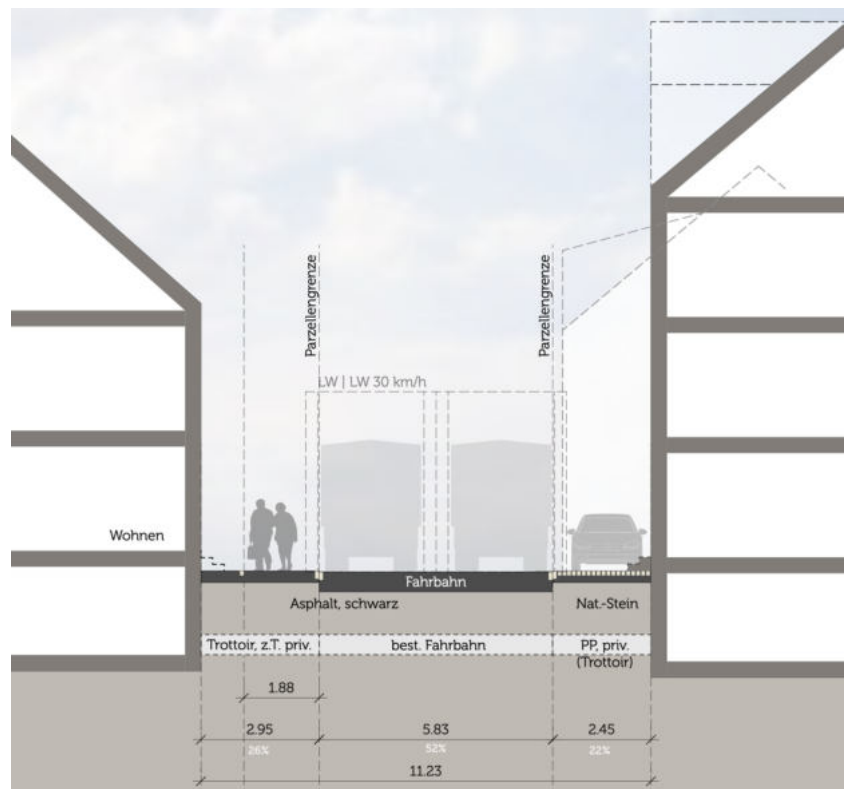 Parzellengrenze
Parzellengrenze
LW | LW 30 km/h
Wohnen
Fahrbahn
Asphalt, schwarz
Nat.-Stein
Trottoir, z.T. priv.
best. Fahrbahn
PP, priv.
(Trottoir)
1.88
2.95
5.83
2.45
26%
52%
22%
11.23